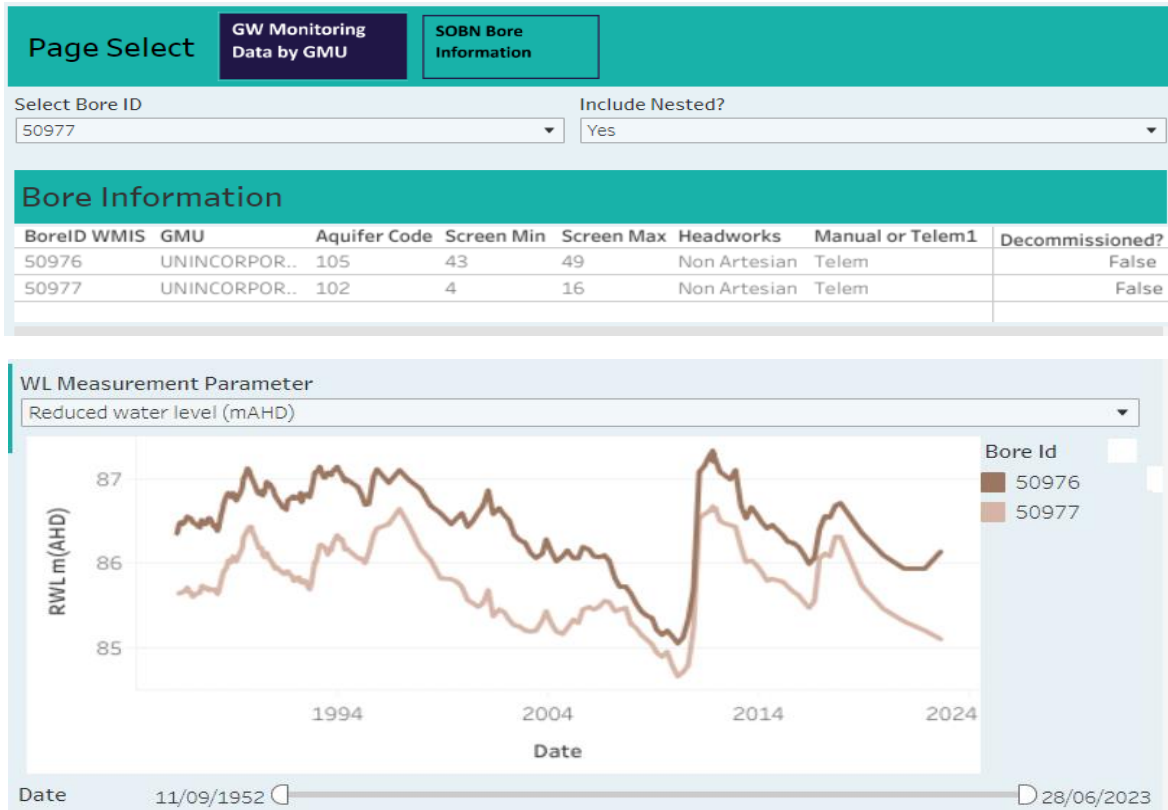 Page Select
GW Monitoring
Data by GMU
SOBN Bore
Information
Select Bore ID
50977
Include Nested?
Yes
Bore Information
BoreID WMIS GMU Aquifer Code Screen Min Screen Max Headworks Manual or Telem1 Decommissioned?
50976 UNINCORPOR.. 105 43 49 Non Artesian Telem False
50977 UNINCORPOR.. 102 4 16 Non Artesian Telem False
WL Measurement Parameter
Reduced water level (mAHD)
RWL m(AHD)
87
86
85
1994 2004 2014 2024
Date
Bore Id
50976
50977
Date 11/09/1952 28/06/2023